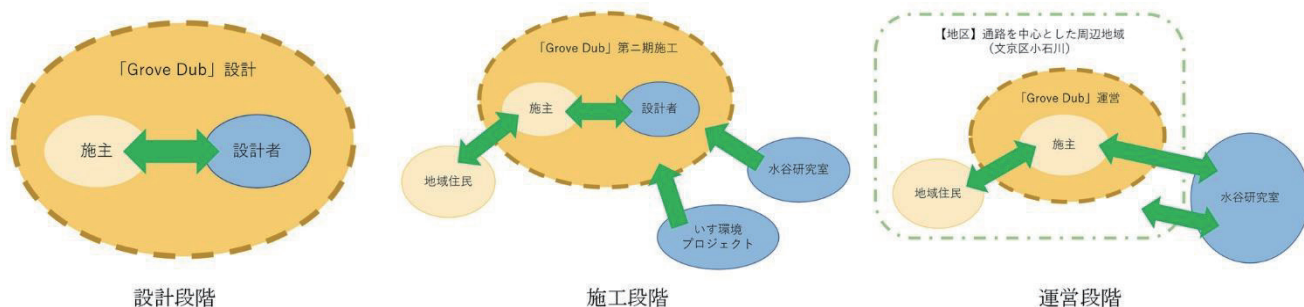 「Grove Dub」設計
施主
設計者
設計段階
「Grove Dub」第二期施工
施主
設計者
地域住民
水谷研究室
いす環境
プロジェクト
施工段階
【地区】通路を中心とした周辺地域
（文京区小石川）
「Grove Dub」運営
施主
地域住民
水谷研究室
運営段階